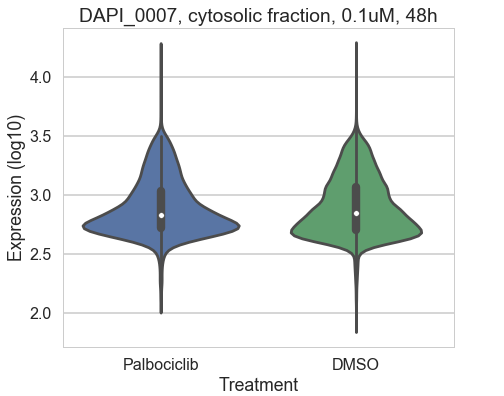 DAPI_0007, cytosolic fraction, 0.1uM, 48h
Expression (log10)
4.0
3.5
3.0
2.5
2.0
Palbociclib DMSO
Treatment